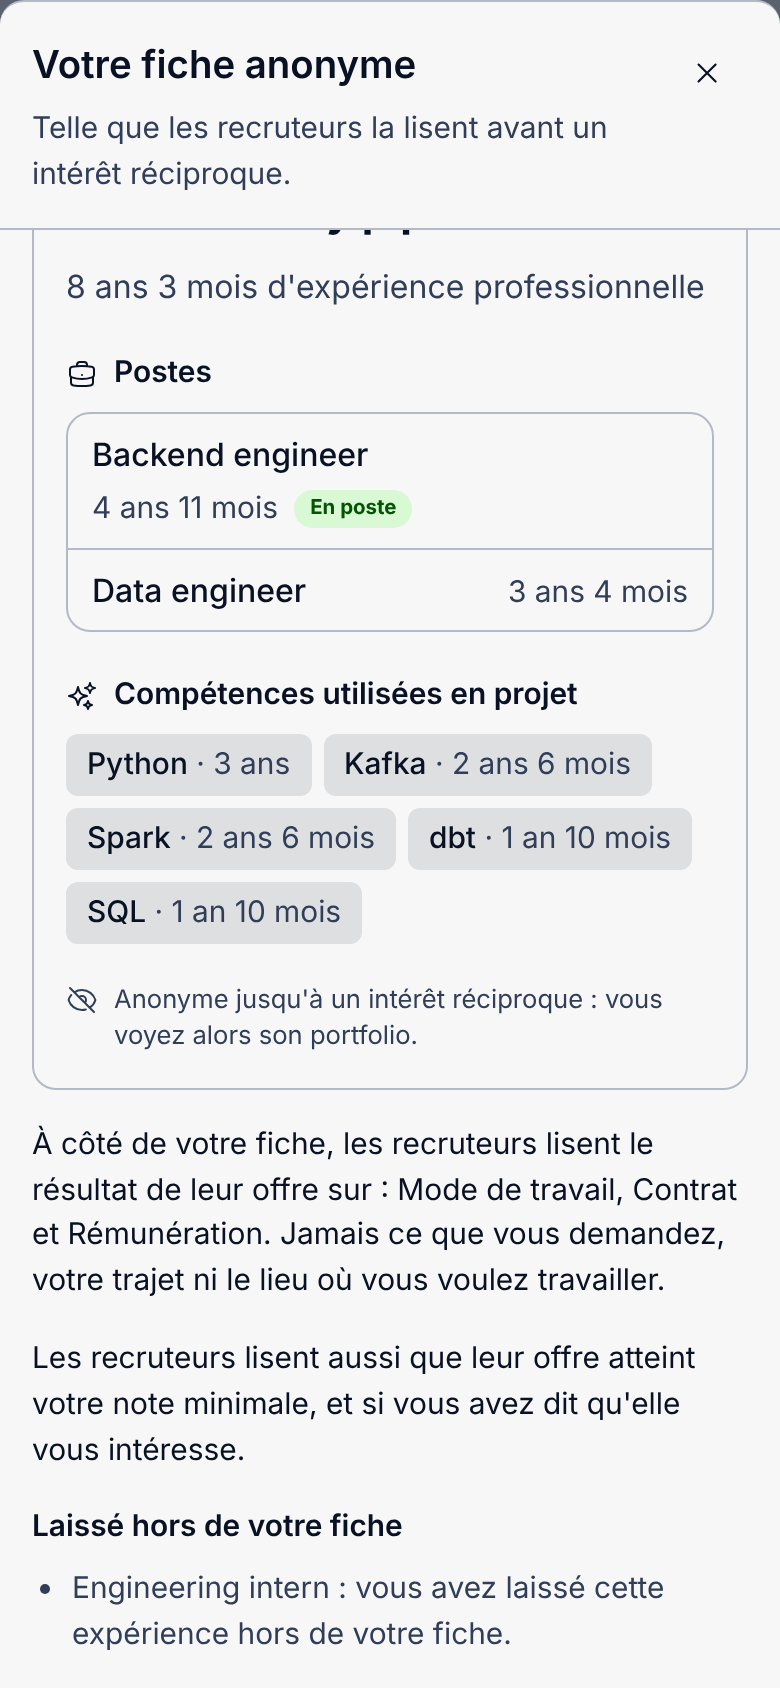 Votre fiche anonyme
Telle que les recruteurs la lisent avant un
intérêt réciproque.
8 ans 3 mois d'expérience professionnelle
Postes
Backend engineer
4 ans 11 mois En poste
Data engineer 3 ans 4 mois
Compétences utilisées en projet
Python · 3 ans Kafka · 2 ans 6 mois
Spark · 2 ans 6 mois dbt · 1 an 10 mois
SQL · 1 an 10 mois
Anonyme jusqu'à un intérêt réciproque : vous
voyez alors son portfolio.
À côté de votre fiche, les recruteurs lisent le
résultat de leur offre sur : Mode de travail, Contrat
et Rémunération. Jamais ce que vous demandez,
votre trajet ni le lieu où vous voulez travailler.
Les recruteurs lisent aussi que leur offre atteint
votre note minimale, et si vous avez dit qu'elle
vous intéresse.
Laissé hors de votre fiche
• Engineering intern : vous avez laissé cette
expérience hors de votre fiche.